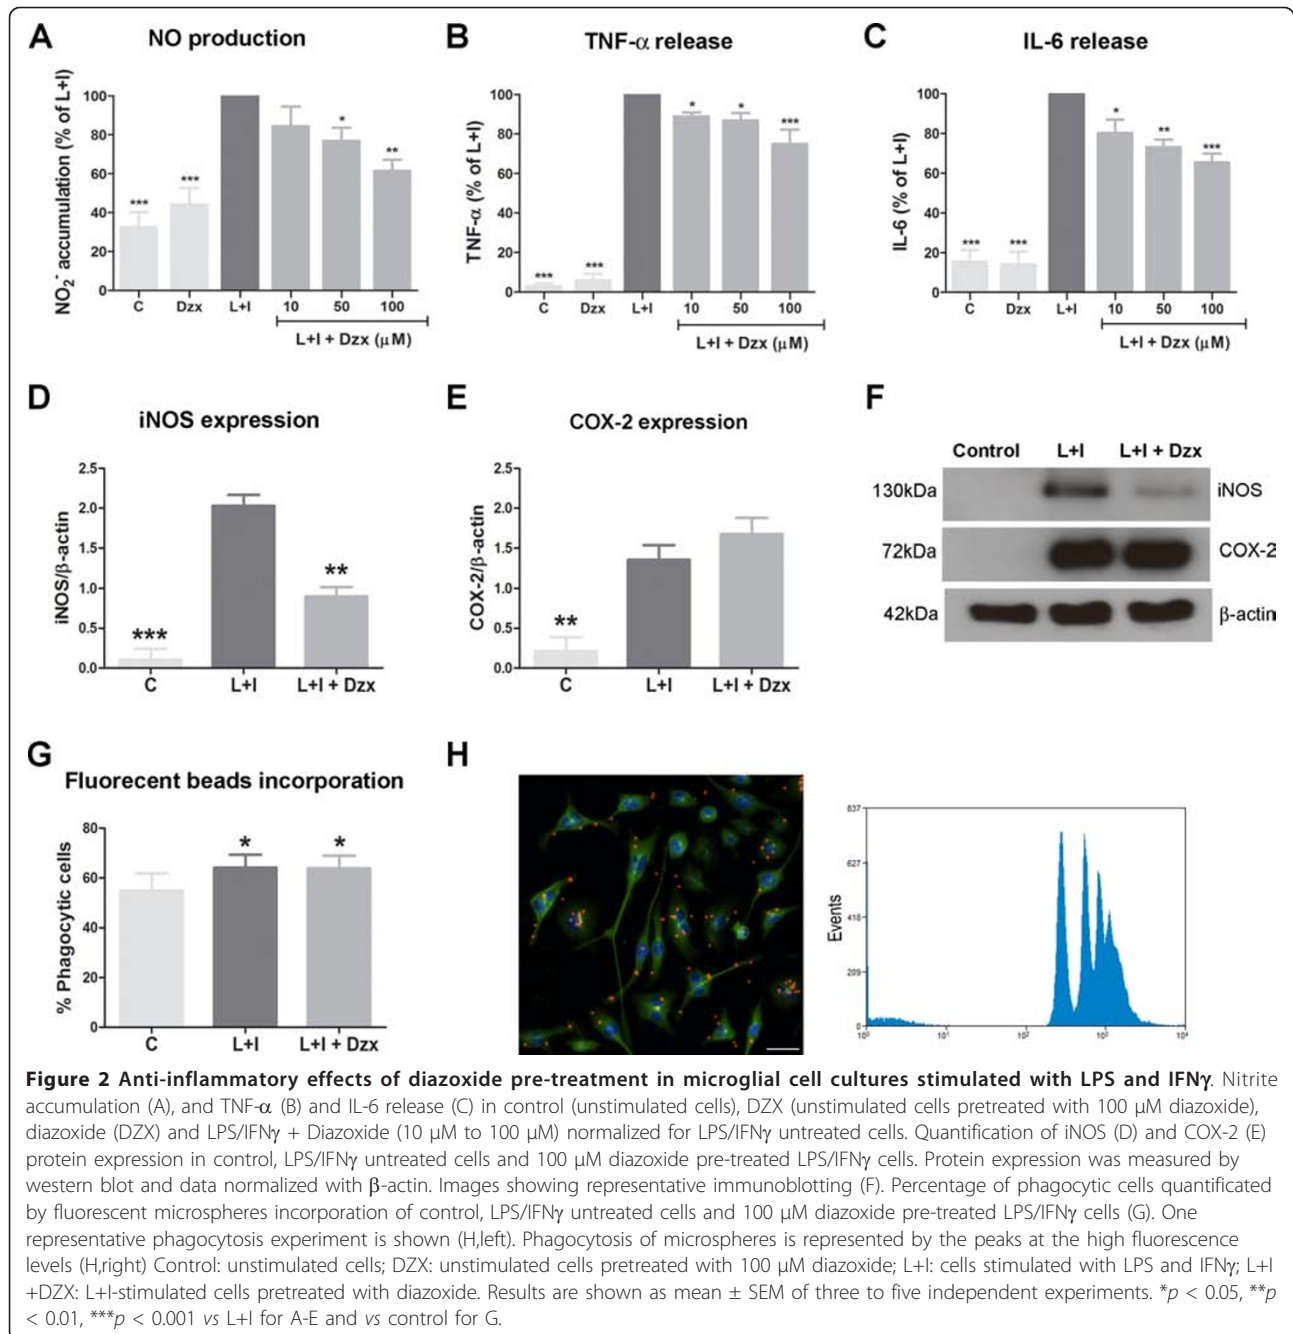 A
NO production
NO2- accumulation (% of L+I)
100
80
60
40
20
0
***
***
*
**
C Dzx L+I 10 50 100
L+I + Dzx (μM)
B
TNF-α release
TNF-α (% of L+I)
100
80
60
40
20
0
***
***
*
*
***
C Dzx L+I 10 50 100
L+I + Dzx (μM)
C
IL-6 release
IL-6 (% of L+I)
100
80
60
40
20
0
***
***
*
**
***
C Dzx L+I 10 50 100
L+I + Dzx (μM)
D
iNOS expression
iNOS/β-actin
2.5
2.0
1.5
1.0
0.5
0.0
***
**
C L+I L+I + Dzx
E
COX-2 expression
COX-2/β-actin
2.5
2.0
1.5
1.0
0.5
0.0
**
C L+I L+I + Dzx
F
Control L+I L+I + Dzx
130kDa iNOS
72kDa COX-2
42kDa β-actin
G
Fluorecent beads incorporation
% Phagocytic cells
80
60
40
20
0
*
*
C L+I L+I + Dzx
H
Events
837
627
418
209
0
10^0 10^1 10^2 10^3 10^4
Figure 2 Anti-inflammatory effects of diazoxide pre-treatment in microglial cell cultures stimulated with LPS and IFNγ. Nitrite
accumulation (A), and TNF-α (B) and IL-6 release (C) in control (unstimulated cells), DZX (unstimulated cells pretreated with 100 μM diazoxide),
diazoxide (DZX) and LPS/IFNγ + Diazoxide (10 μM to 100 μM) normalized for LPS/IFNγ untreated cells. Quantification of iNOS (D) and COX-2 (E)
protein expression in control, LPS/IFNγ untreated cells and 100 μM diazoxide pre-treated LPS/IFNγ cells. Protein expression was measured by
western blot and data normalized with β-actin. Images showing representative immunoblotting (F). Percentage of phagocytic cells quantificated
by fluorescent microspheres incorporation of control, LPS/IFNγ untreated cells and 100 μM diazoxide pre-treated LPS/IFNγ cells (G). One
representative phagocytosis experiment is shown (H,left). Phagocytosis of microspheres is represented by the peaks at the high fluorescence
levels (H,right) Control: unstimulated cells; DZX: unstimulated cells pretreated with 100 μM diazoxide; L+I: cells stimulated with LPS and IFNγ; L+I
+DZX: L+I-stimulated cells pretreated with diazoxide. Results are shown as mean ± SEM of three to five independent experiments. *p < 0.05, **p
< 0.01, ***p < 0.001 vs L+I for A-E and vs control for G.